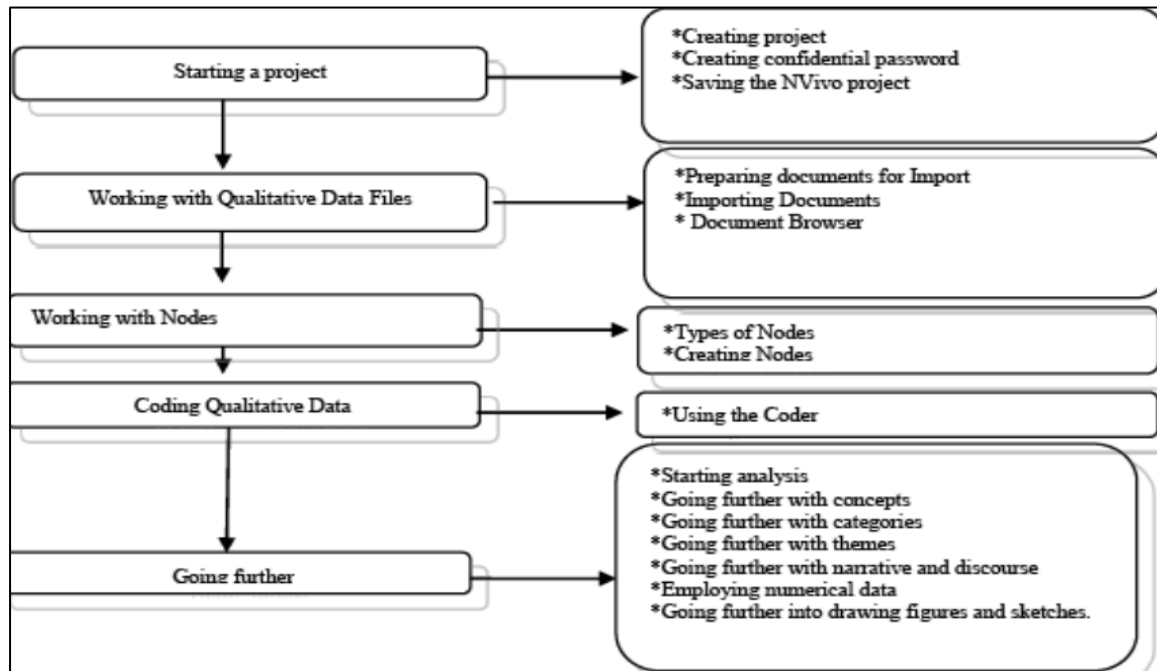 Starting a project
*Creating project
*Creating confidential password
*Saving the NVivo project
Working with Qualitative Data Files
*Preparing documents for Import
*Importing Documents
* Document Browser
Working with Nodes
*Types of Nodes
*Creating Nodes
Coding Qualitative Data
*Using the Coder
Going further
*Starting analysis
*Going further with concepts
*Going further with categories
*Going further with themes
*Going further with narrative and discourse
*Employing numerical data
*Going further into drawing figures and sketches.